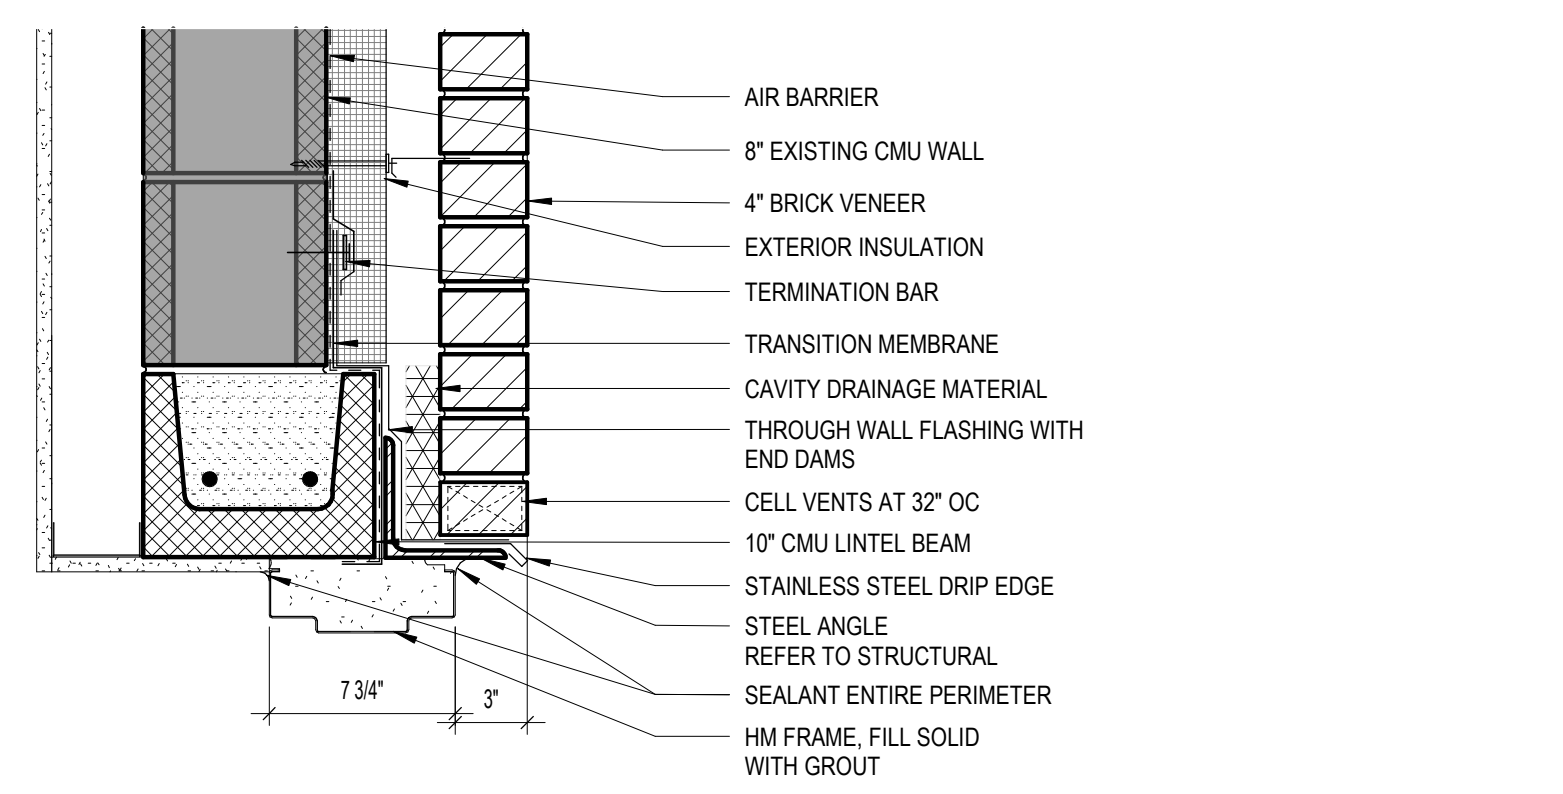 AIR BARRIER
8" EXISTING CMU WALL
4" BRICK VENEER
EXTERIOR INSULATION
TERMINATION BAR
TRANSITION MEMBRANE
CAVITY DRAINAGE MATERIAL
THROUGH WALL FLASHING WITH
END DAMS
CELL VENTS AT 32" OC
10" CMU LINTEL BEAM
STAINLESS STEEL DRIP EDGE
STEEL ANGLE
REFER TO STRUCTURAL
SEALANT ENTIRE PERIMETER
HM FRAME, FILL SOLID
WITH GROUT
7 3/4"
3"